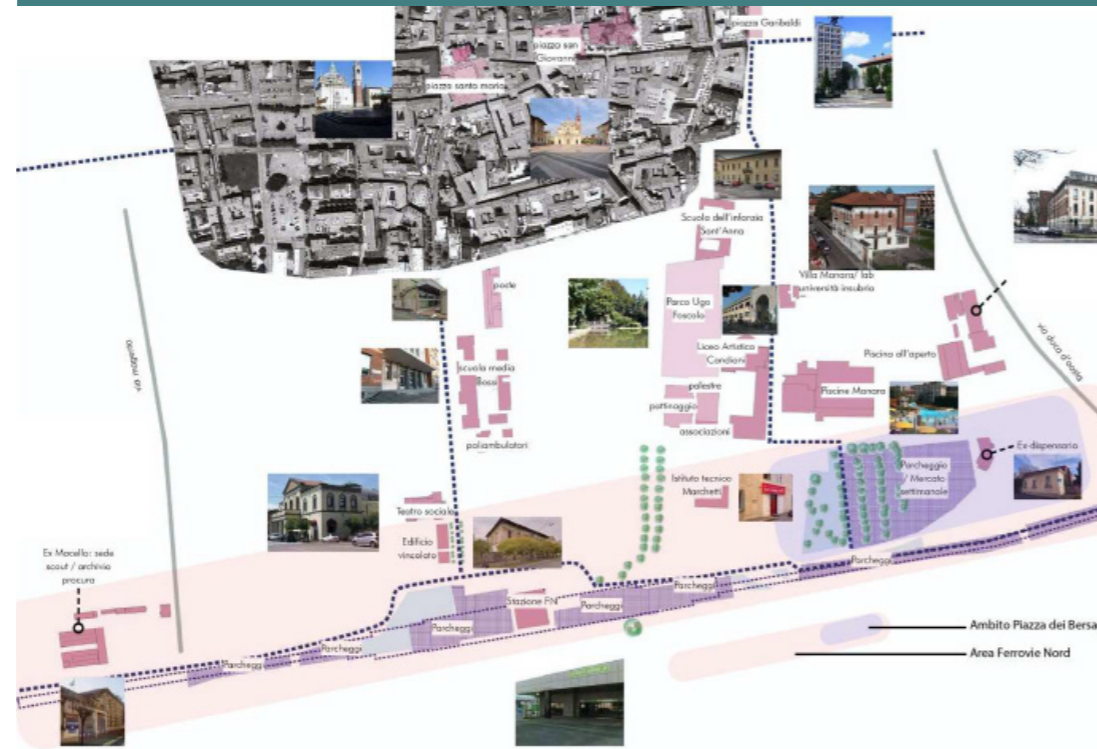 piazza Garibaldi
piazza san
Giovanni
piazza santa maria
Scuola dell'infanzia
Sant'Anna
poste
Parco Ugo
Foscolo
Villa Manara/ lab
università insubria
via magenta
via duca d'aosta
Liceo Artistico
Candiani
Piscina all'aperto
scuola media
Bossi
palestre
pattinaggio
Piscine Manara
associazioni
poliambulatori
Ex-dispensario
Parcheggio
/ Mercato
settimanale
Istituto tecnico
Marchetti
Teatro sociale
Edificio
vincolato
Ex Macello: sede
scout / archivio
procura
Parcheggi
Parcheggi
Stazione FN
Parcheggi
Parcheggi
Parcheggi
Parcheggi
Ambito Piazza dei Bersa
Area Ferrovie Nord